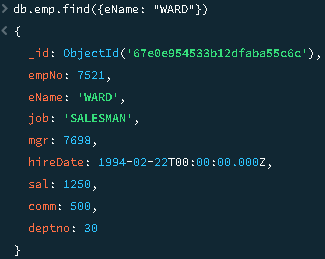 > db.emp.find({eName: "WARD"})
< {
_id: ObjectId('67e0e954533b12dfaba55c6c'),
empNo: 7521,
eName: 'WARD',
job: 'SALESMAN',
mgr: 7698,
hireDate: 1994-02-22T00:00:00.000Z,
sal: 1250,
comm: 500,
deptno: 30
}